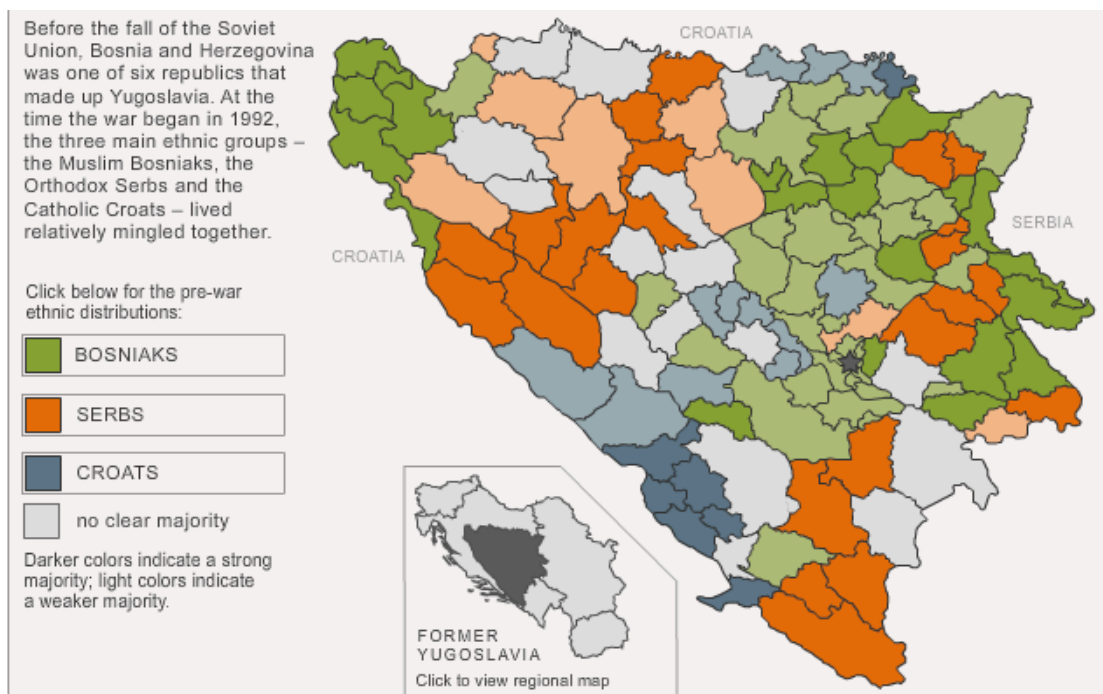 Before the fall of the Soviet
Union, Bosnia and Herzegovina
was one of six republics that
made up Yugoslavia. At the
time the war began in 1992,
the three main ethnic groups –
the Muslim Bosniaks, the
Orthodox Serbs and the
Catholic Croats – lived
relatively mingled together.
Click below for the pre-war
ethnic distributions:
BOSNIAKS
SERBS
CROATS
no clear majority
Darker colors indicate a strong
majority; light colors indicate
a weaker majority.
CROATIA
CROATIA
SERBIA
FORMER
YUGOSLAVIA
Click to view regional map